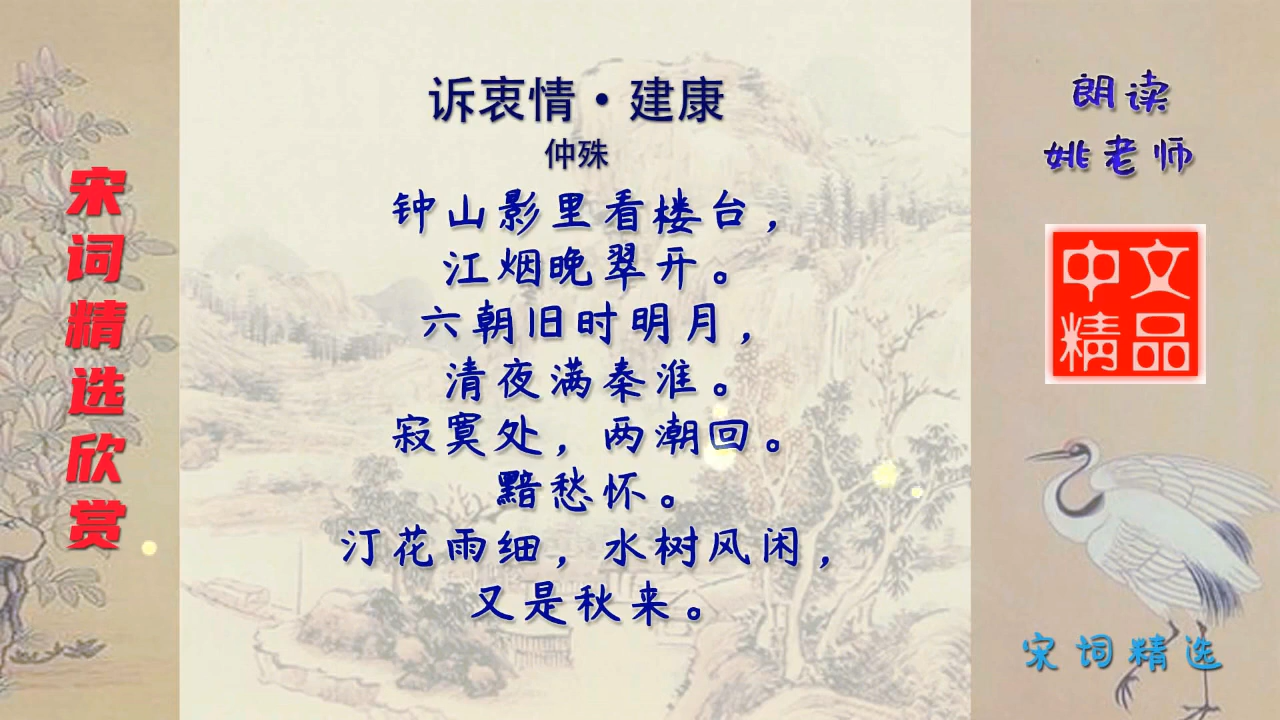 宋词精选欣赏
诉衷情·建康
仲殊
钟山影里看楼台，
江烟晚翠开。
六朝旧时明月，
清夜满秦淮。
寂寞处，两潮回。
黯愁怀。
汀花雨细，水树风闲，
又是秋来。
朗读
姚老师
中文
精品
宋词精选